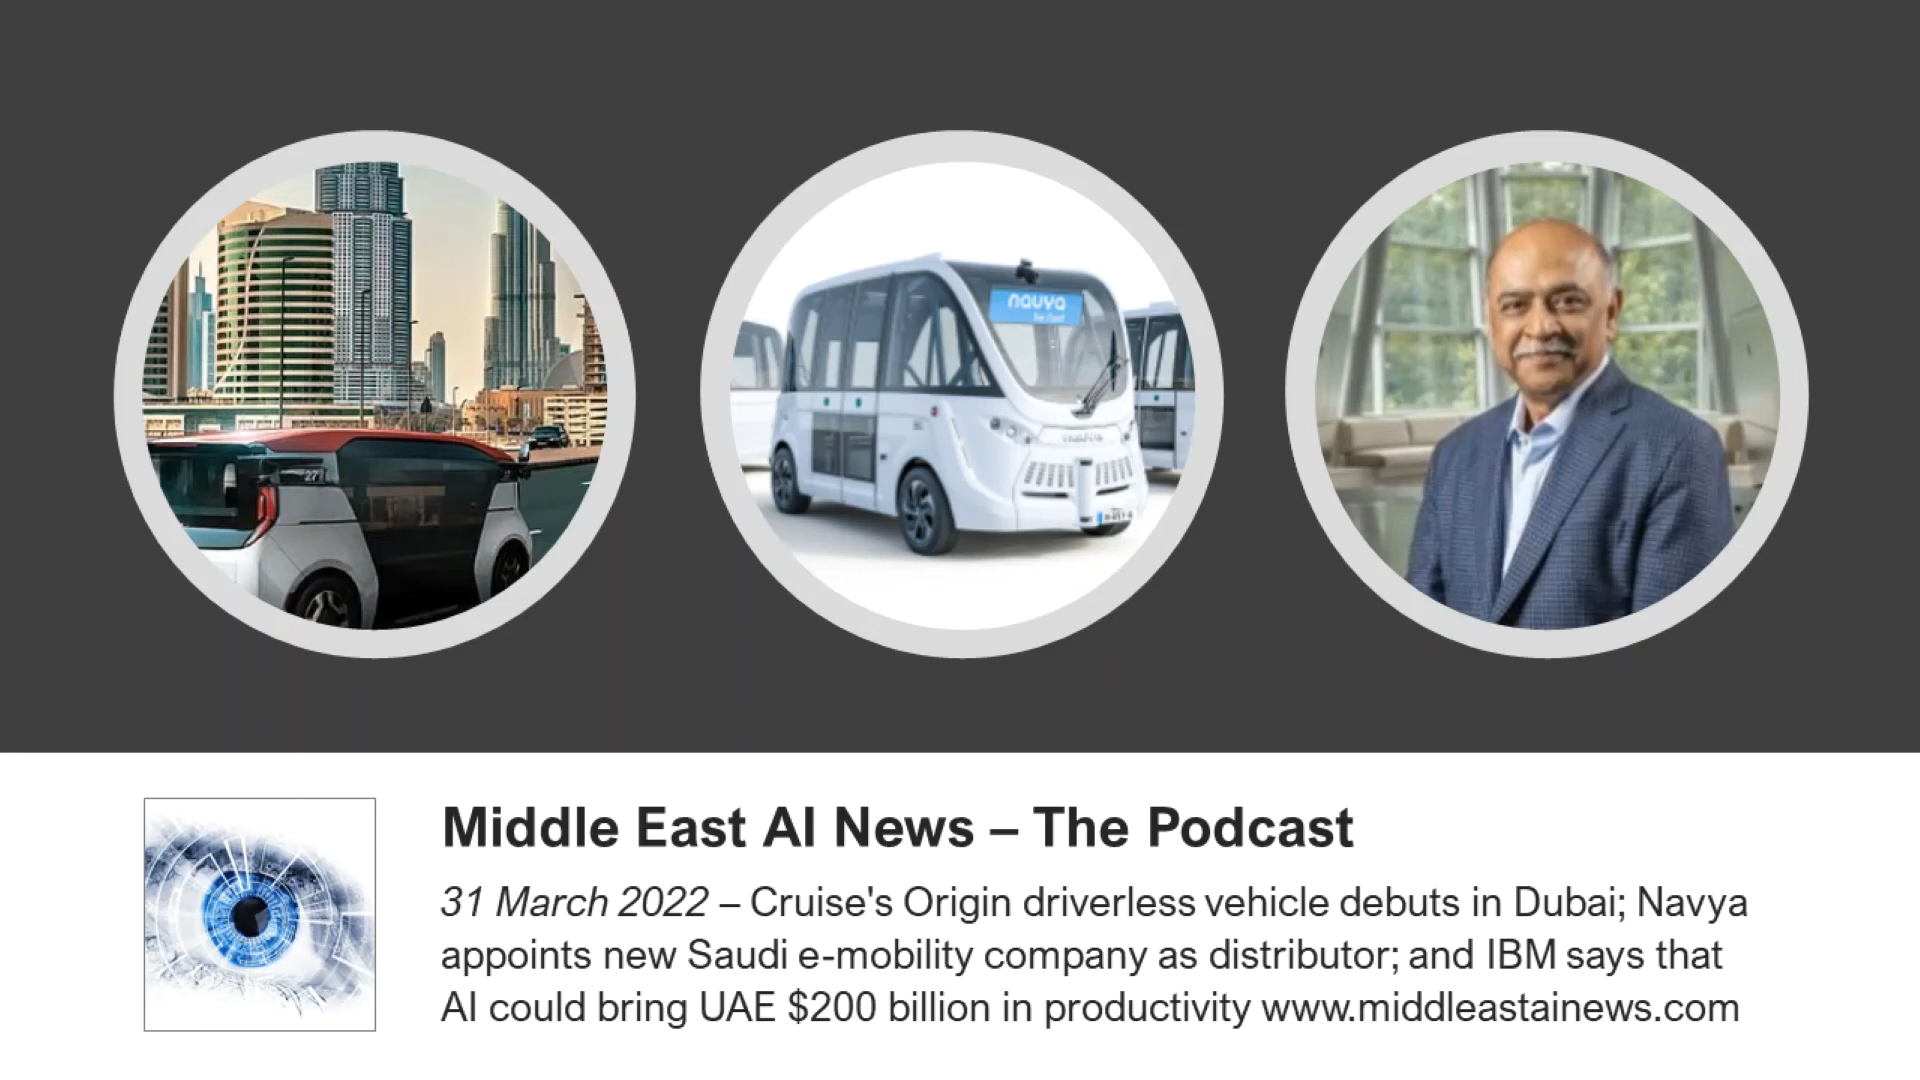 27
navya
Middle East AI News – The Podcast
31 March 2022 – Cruise's Origin driverless vehicle debuts in Dubai; Navya
appoints new Saudi e-mobility company as distributor; and IBM says that
AI could bring UAE $200 billion in productivity www.middleastainews.com